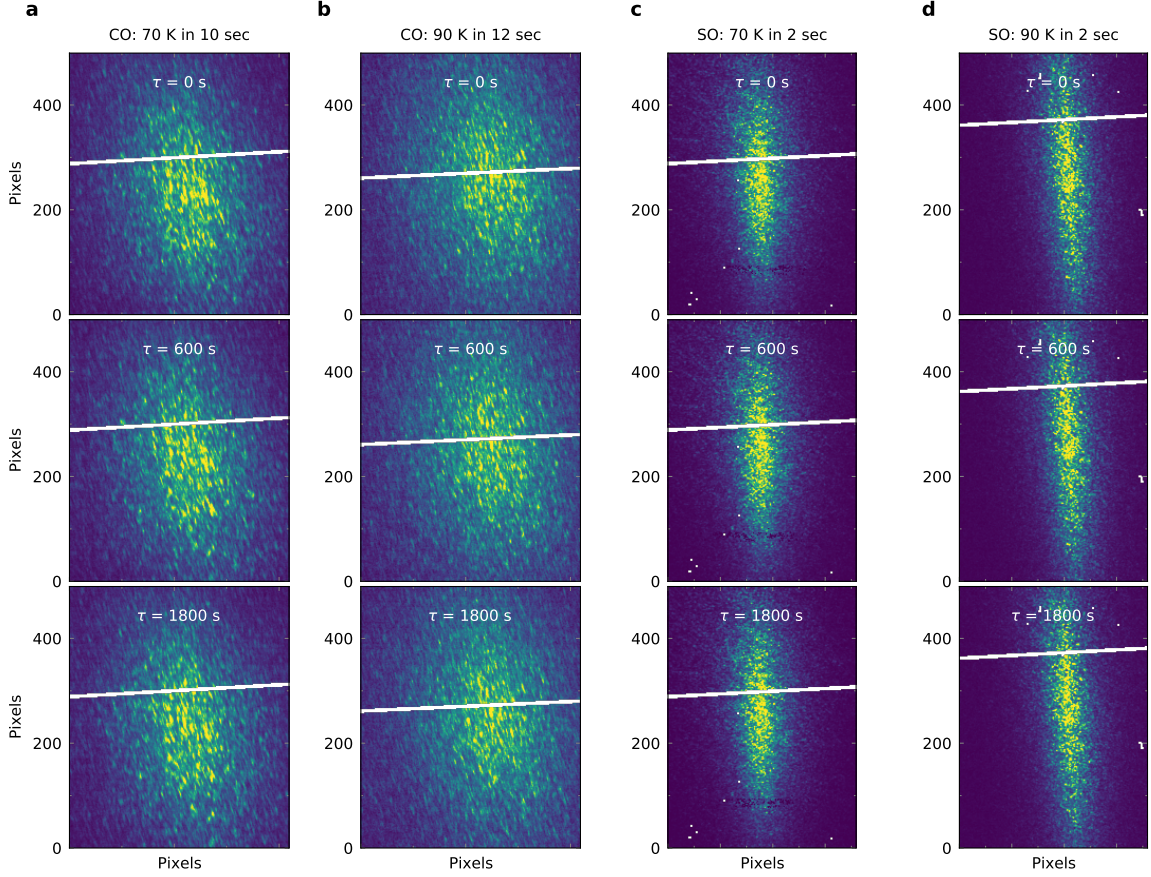 a
b
c
d
CO: 70 K in 10 sec
CO: 90 K in 12 sec
SO: 70 K in 2 sec
SO: 90 K in 2 sec
τ = 0 s
τ = 0 s
τ = 0 s
τ = 0 s
400
200
0
Pixels
400
200
0
400
200
0
400
200
0
τ = 600 s
τ = 600 s
τ = 600 s
τ = 600 s
400
200
0
Pixels
400
200
0
400
200
0
400
200
0
τ = 1800 s
τ = 1800 s
τ = 1800 s
τ = 1800 s
400
200
0
Pixels
400
200
0
400
200
0
400
200
0
Pixels
Pixels
Pixels
Pixels